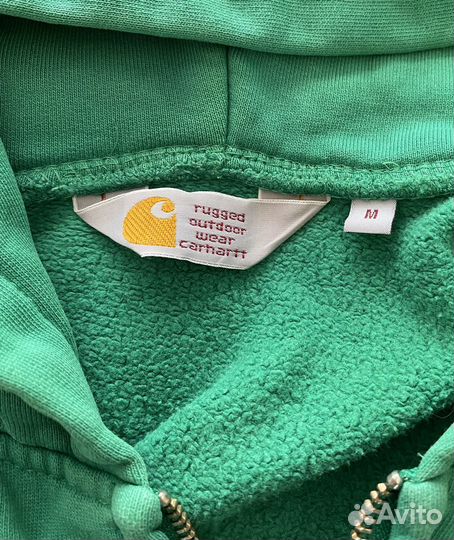 rugged
outdoor
wear
carhartt
M
Avito